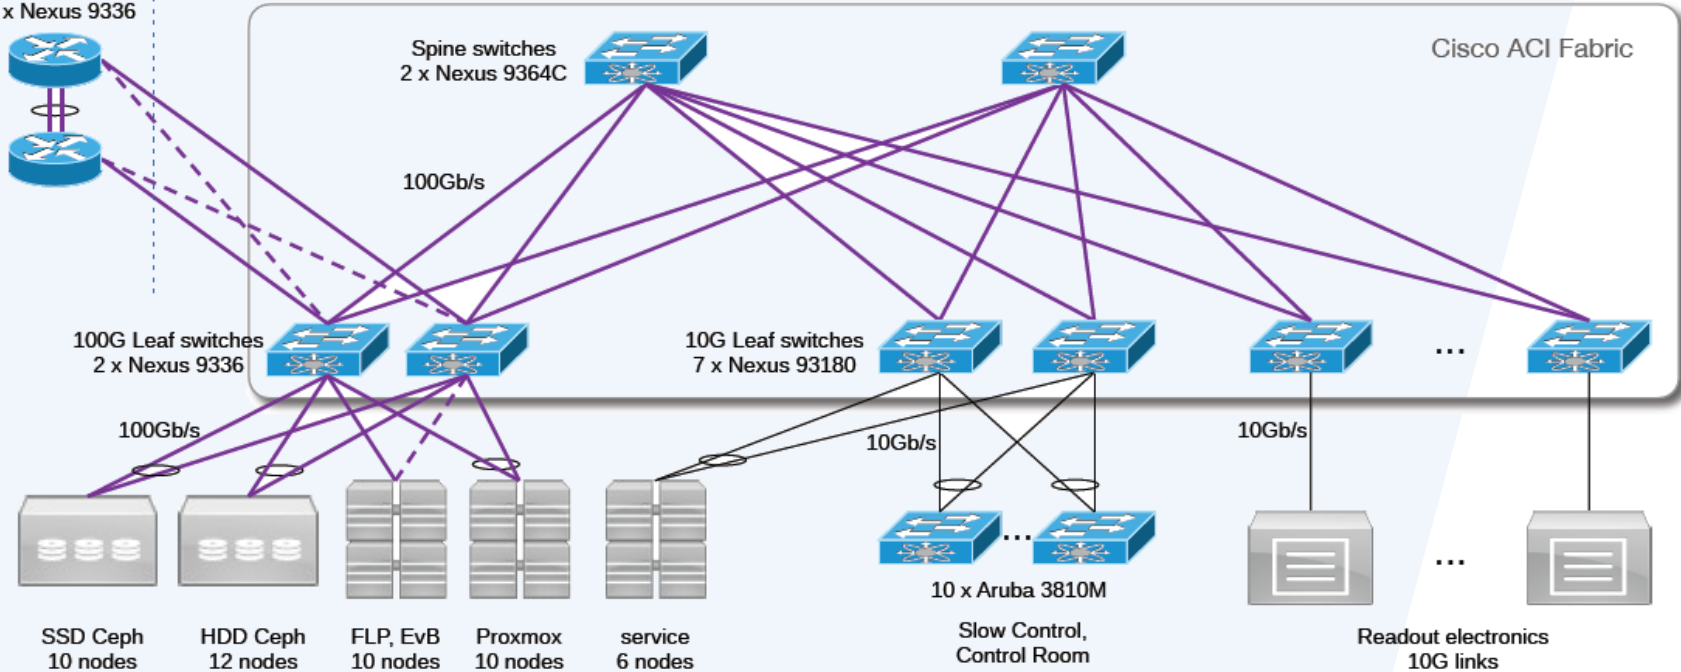 x Nexus 9336
Spine switches
2 x Nexus 9364C
Cisco ACI Fabric
100Gb/s
100G Leaf switches
2 x Nexus 9336
10G Leaf switches
7 x Nexus 93180
...
100Gb/s
10Gb/s
10Gb/s
...
...
10 x Aruba 3810M
SSD Ceph
10 nodes
HDD Ceph
12 nodes
FLP, EvB
10 nodes
Proxmox
10 nodes
service
6 nodes
Slow Control,
Control Room
Readout electronics
10G links